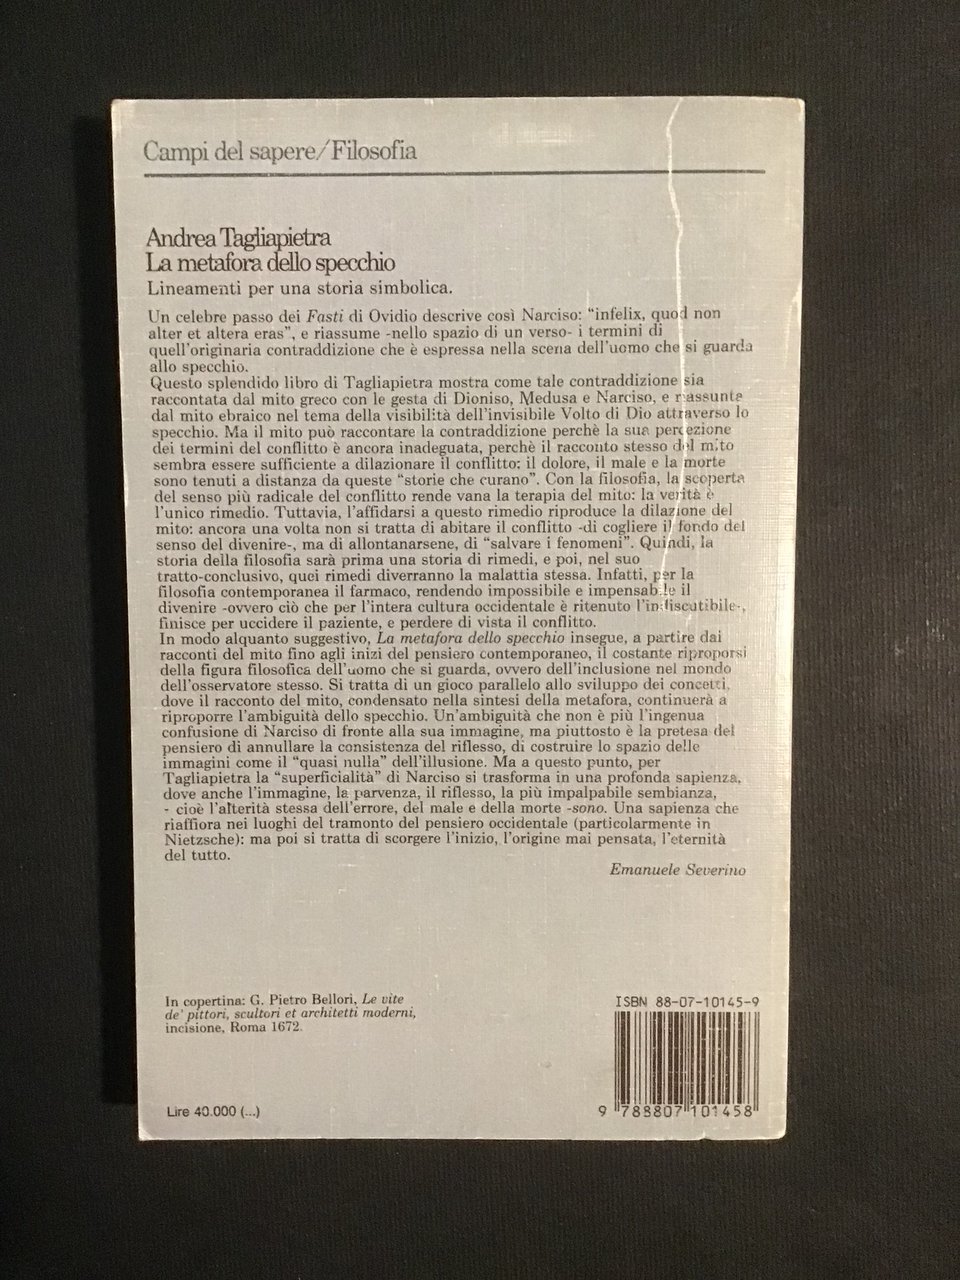 Campi del sapere/Filosofia
Andrea Tagliapietra
La metafora dello specchio
Lineamenti per una storia simbolica.
Un celebre passo dei Fasti di Ovidio descrive così Narciso: "infelix, quod non
alter et altera eras", e riassume -nello spazio di un verso- i termini di
quell'originaria contraddizione che è espressa nella scena dell'uomo che si guarda
allo specchio.
Questo splendido libro di Tagliapietra mostra come tale contraddizione sia
raccontata dal mito greco con le gesta di Dioniso, Medusa e Narciso, e riassunta
dal mito ebraico nel tema della visibilità dell'invisibile Volto di Dio attraverso lo
specchio. Ma il mito può raccontare la contraddizione perchè la sua percezione
dei termini del conflitto è ancora inadeguata, perchè il racconto stesso del mito
sembra essere sufficiente a dilazionare il conflitto: il dolore, il male e la morte
sono tenuti a distanza da queste "storie che curano". Con la filosofia, la scoperta
del senso più radicale del conflitto rende vana la terapia del mito: la verità è
l'unico rimedio. Tuttavia, l'affidarsi a questo rimedio riproduce la dilazione del
mito: ancora una volta non si tratta di abitare il conflitto -di cogliere il fondo del
senso del divenire-, ma di allontanarsene, di "salvare i fenomeni". Quindi, la
storia della filosofia sarà prima una storia di rimedi, e poi, nel suo
tratto-conclusivo, quei rimedi diverranno la malattia stessa. Infatti, per la
filosofia contemporanea il farmaco, rendendo impossibile e impensabile il
divenire -ovvero ciò che per l'intera cultura occidentale è ritenuto l'indiscutibile-,
finisce per uccidere il paziente, e perdere di vista il conflitto.
In modo alquanto suggestivo, La metafora dello specchio insegue, a partire dai
racconti del mito fino agli inizi del pensiero contemporaneo, il costante riproporsi
della figura filosofica dell'uomo che si guarda, ovvero dell'inclusione nel mondo
dell'osservatore stesso. Si tratta di un gioco parallelo allo sviluppo dei concetti,
dove il racconto del mito, condensato nella sintesi della metafora, continuerà a
riproporre l'ambiguità dello specchio. Un'ambiguità che non è più l'ingenua
confusione di Narciso di fronte alla sua immagine, ma piuttosto è la pretesa del
pensiero di annullare la consistenza del riflesso, di costruire lo spazio delle
immagini come il "quasi nulla" dell'illusione. Ma a questo punto, per
Tagliapietra la "superficialità" di Narciso si trasforma in una profonda sapienza,
dove anche l'immagine, la parvenza, il riflesso, la più impalpabile sembianza,
- cioè l'alterità stessa dell'errore, del male e della morte -sono. Una sapienza che
riaffiora nei luoghi del tramonto del pensiero occidentale (particolarmente in
Nietzsche): ma poi si tratta di scorgere l'inizio, l'origine mai pensata, l'eternità
del tutto.
Emanuele Severino
In copertina: G. Pietro Bellori, Le vite
de' pittori, scultori et architetti moderni,
incisione, Roma 1672.
Lire 40.000 (...)
ISBN 88-07-10145-9
9 788807 101458